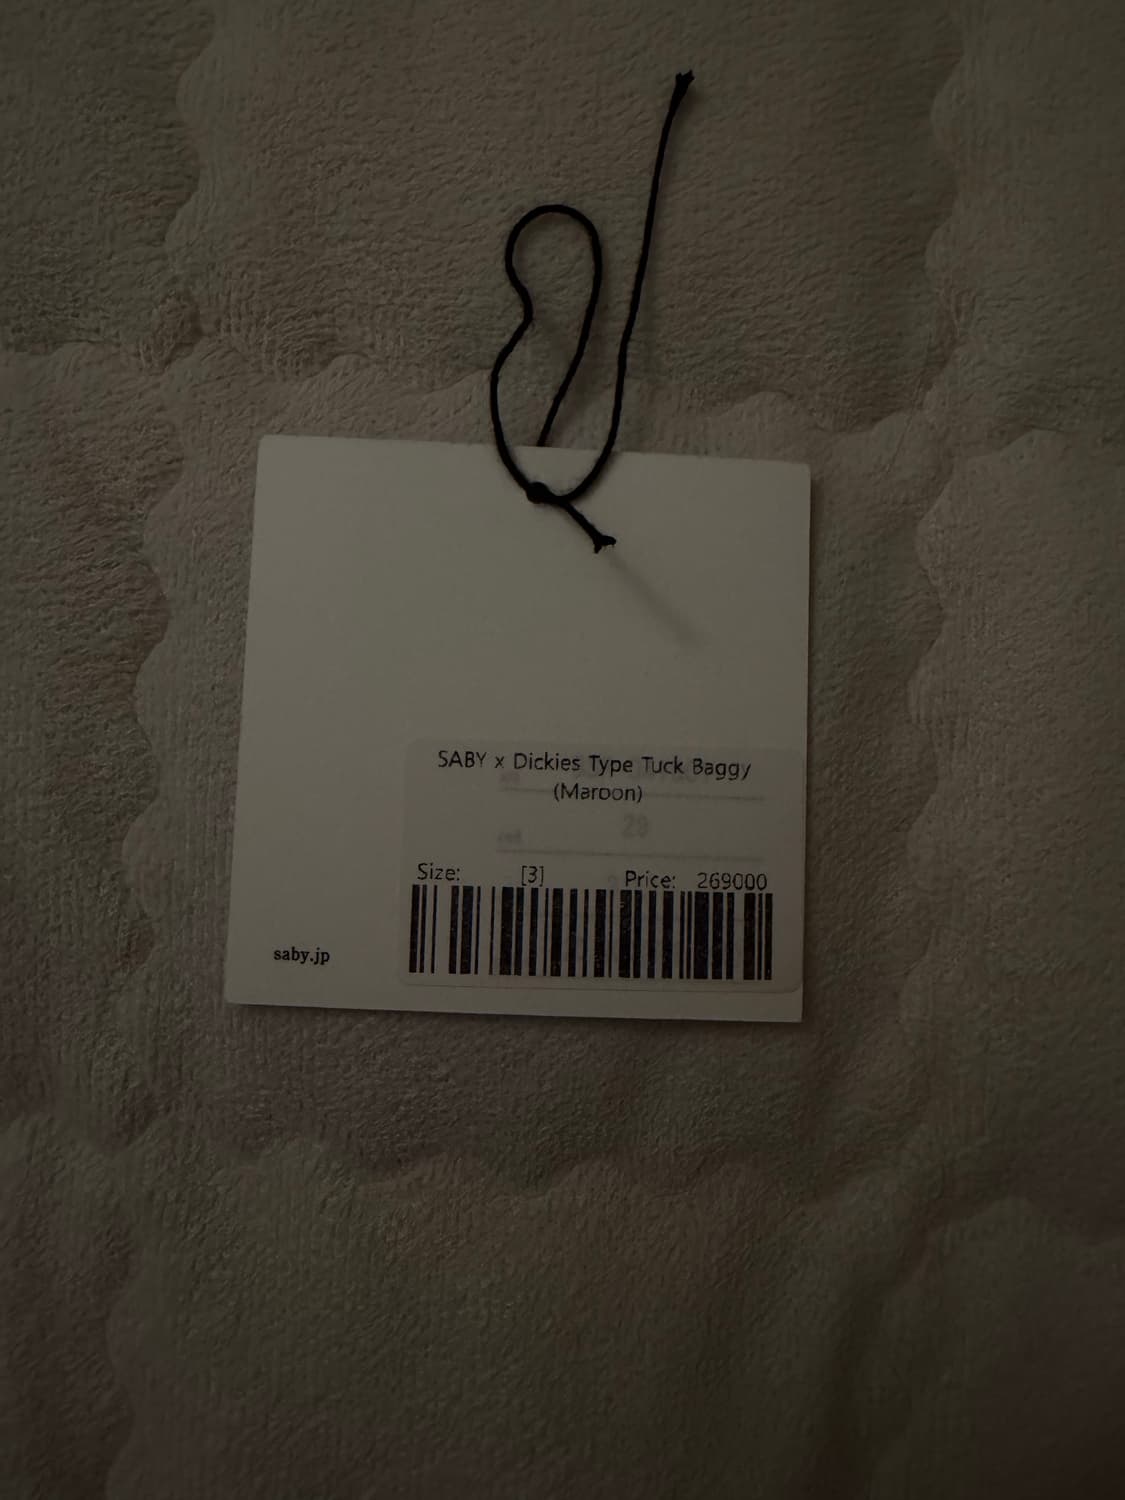 SABY x Dickies Type Tuck Baggy
(Maroon)
Size: [3] Price: 269000
saby.jp